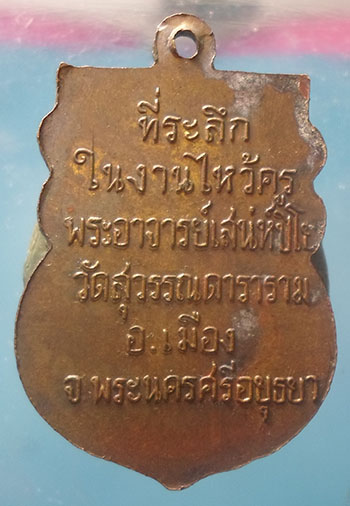 ที่ระลึก
ในงานไหว้ครู
พระอาจารย์เสน่ห์ปิโย
วัดสุวรรณดาราราม
อ.เมือง
จ.พระนครศรีอยุธยา